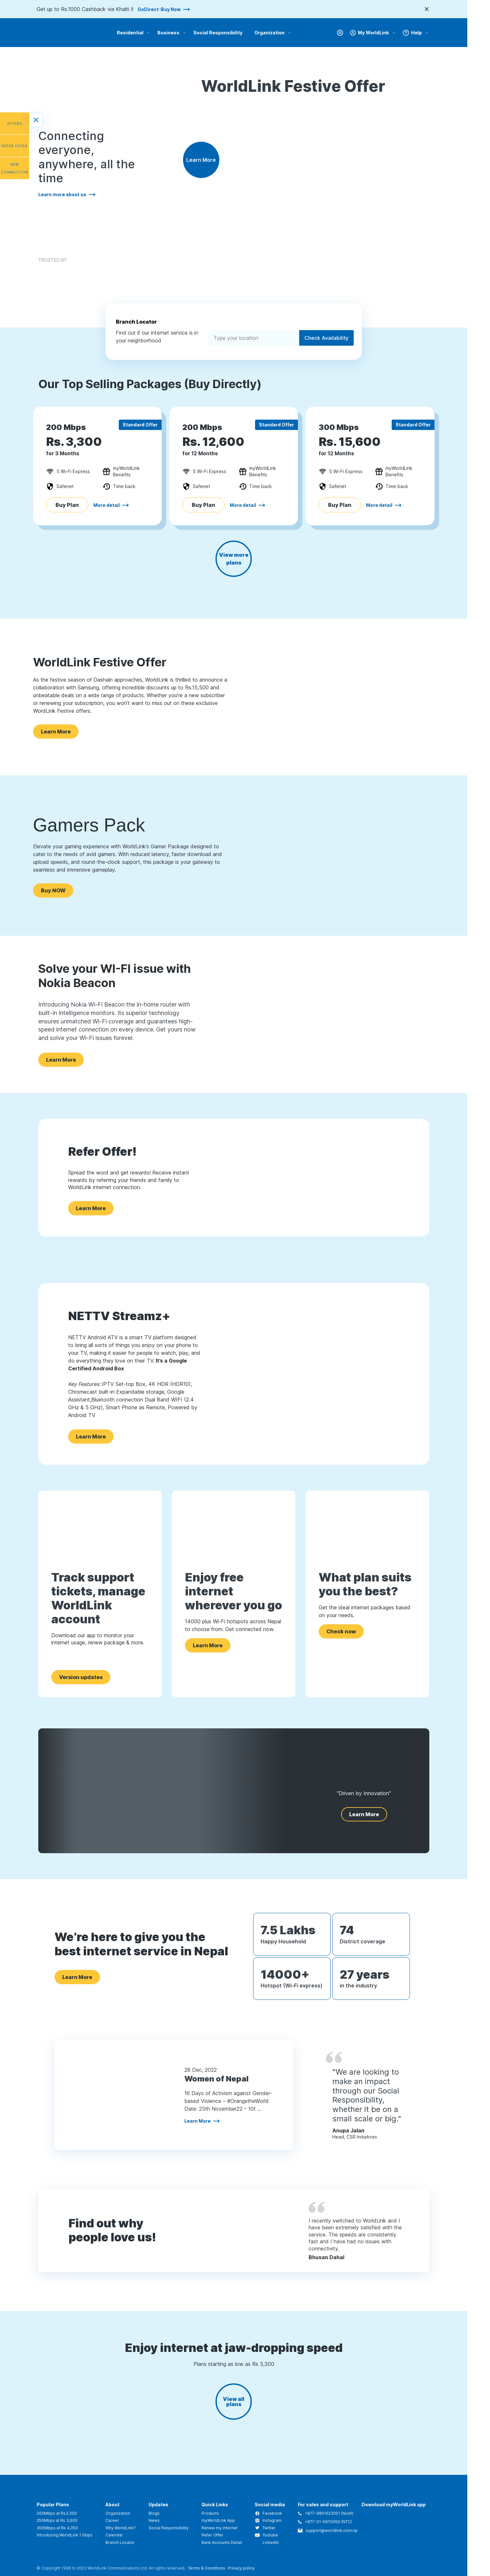 Get up to Rs.1000 Cashback via Khalti !! GoDirect :Buy Now
Residential Business Social Responsibility Organization My WorldLink Help
WorldLink Festive Offer
OFFERS
REFER OFFER
NEW
CONNECTION
Connecting
everyone,
anywhere, all the
time
Learn more about us
Learn More
TRUSTED BY
Branch Locator
Find out if our internet service is in
your neighborhood
Type your location
Check Availability
Our Top Selling Packages (Buy Directly)
Standard Offer
200 Mbps
Rs. 3,300
for 3 Months
5 Wi-Fi Express
myWorldLink
Benefits
Safenet
Time back
Buy Plan
More detail
Standard Offer
200 Mbps
Rs. 12,600
for 12 Months
5 Wi-Fi Express
myWorldLink
Benefits
Safenet
Time back
Buy Plan
More detail
Standard Offer
300 Mbps
Rs. 15,600
for 12 Months
5 Wi-Fi Express
myWorldLink
Benefits
Safenet
Time back
Buy Plan
More detail
View more
plans
WorldLink Festive Offer
As the festive season of Dashain approaches, WorldLink is thrilled to announce a
collaboration with Samsung, offering incredible discounts up to Rs.15,500 and
unbeatable deals on a wide range of products. Whether you're a new subscriber
or renewing your subscription, you won't want to miss out on these exclusive
WordLink Festive offers.
Learn More
Gamers Pack
Elevate your gaming experience with WorldLink's Gamer Package designed to
cater to the needs of avid gamers. With reduced latency, faster download and
upload speeds, and round-the-clock support, this package is your gateway to
seamless and immersive gameplay.
Buy NOW
Solve your WI-FI issue with
Nokia Beacon
Introducing Nokia Wi-Fi Beacon the in-home router with
built-in intelligence monitors. Its superior technology
ensures unmatched Wi-Fi coverage and guarantees high-
speed internet connection on every device. Get yours now
and solve your Wi-Fi issues forever.
Learn More
Refer Offer!
Spread the word and get rewards! Receive instant
rewards by referring your friends and family to
WorldLink internet connection.
Learn More
NETTV Streamz+
NETTV Android ATV is a smart TV platform designed
to bring all sorts of things you enjoy on your phone to
your TV, making it easier for people to watch, play, and
do everything they love on their TV. It's a Google
Certified Android Box
Key Features: IPTV Set-top Box, 4K HDR (HDR10),
Chromecast built-in Expandable storage, Google
Assistant,Bluetooth connection Dual Band WIFI (2.4
GHz & 5 GHz), Smart Phone as Remote, Powered by
Android TV
Learn More
Track support
tickets, manage
WorldLink
account
Download our app to monitor your
internet usage, renew package & more.
Version updates
Enjoy free
internet
wherever you go
14000 plus Wi-Fi hotspots across Nepal
to choose from. Get connected now.
Learn More
What plan suits
you the best?
Get the ideal internet packages based
on your needs.
Check now
"Driven by Innovation"
Learn More
We're here to give you the
best internet service in Nepal
Learn More
7.5 Lakhs
Happy Household
74
District coverage
14000+
Hotspot (Wi-Fi express)
27 years
in the industry
28 Dec, 2022
Women of Nepal
16 Days of Activism against Gender-
based Violence – #OrangetheWorld
Date: 25th November22 – 10t ...
Learn More
"We are looking to
make an impact
through our Social
Responsibility,
whether it be on a
small scale or big."
Anupa Jalan
Head, CSR Initiatives
Find out why
people love us!
I recently switched to WorldLink and I
have been extremely satisfied with the
service. The speeds are consistently
fast and I have had no issues with
connectivity.
Bhusan Dahal
Enjoy internet at jaw-dropping speed
Plans starting as low as Rs 3,300
View all
plans
Popular Plans
200Mbps at Rs3,300
250Mbps at Rs 3,600
300Mbps at Rs 4,050
Introducing WorldLink 1 Gbps
About
Organization
Career
Why WorldLink?
Calendar
Branch Locator
Updates
Blogs
News
Social Responsibility
Quick Links
Products
myWorldLink App
Renew my Internet
Refer Offer
Bank Accounts Detail
Social media
Facebook
Instagram
Twitter
Youtube
Linkedin
For sales and support
+977-9801523051 (Ncell)
+977-01-5970050 (NTC)
support@worldlink.com.np
Download myWorldLink app
© Copyright 1998 to 2023 WorldLink Communications Ltd. All rights reserved. Terms & Conditions Privacy policy